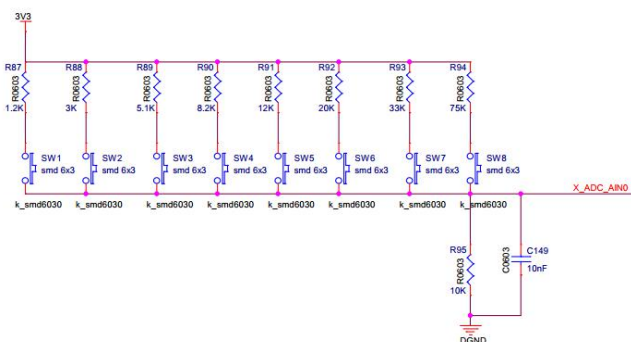 3V3
R87 R88 R89 R90 R91 R92 R93 R94
R0603 R0603 R0603 R0603 R0603 R0603 R0603 R0603
1.2K 3K 5.1K 8.2K 12K 20K 33K 75K
SW1 SW2 SW3 SW4 SW5 SW6 SW7 SW8
smd 6x3 smd 6x3 smd 6x3 smd 6x3 smd 6x3 smd 6x3 smd 6x3 smd 6x3
X_ADC_AIN0
k_smd6030 k_smd6030 k_smd6030 k_smd6030 k_smd6030 k_smd6030 k_smd6030 k_smd6030
R95 C149
R0603 C0603
10K 10nF
DGND